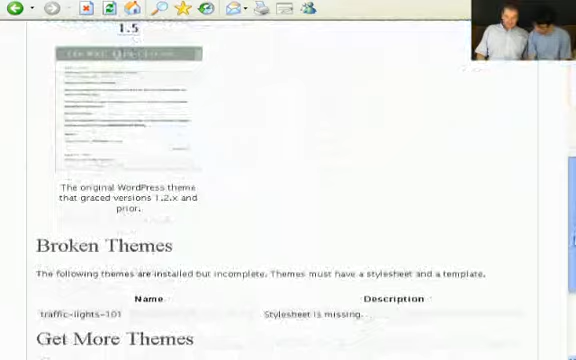 1.5
The original WordPress theme
that graced versions 1.2.x and
prior.
Broken Themes
The following themes are installed but incomplete. Themes must have a stylesheet and a template.
Name Description
traffic-lights-101 Stylesheet is missing.
Get More Themes